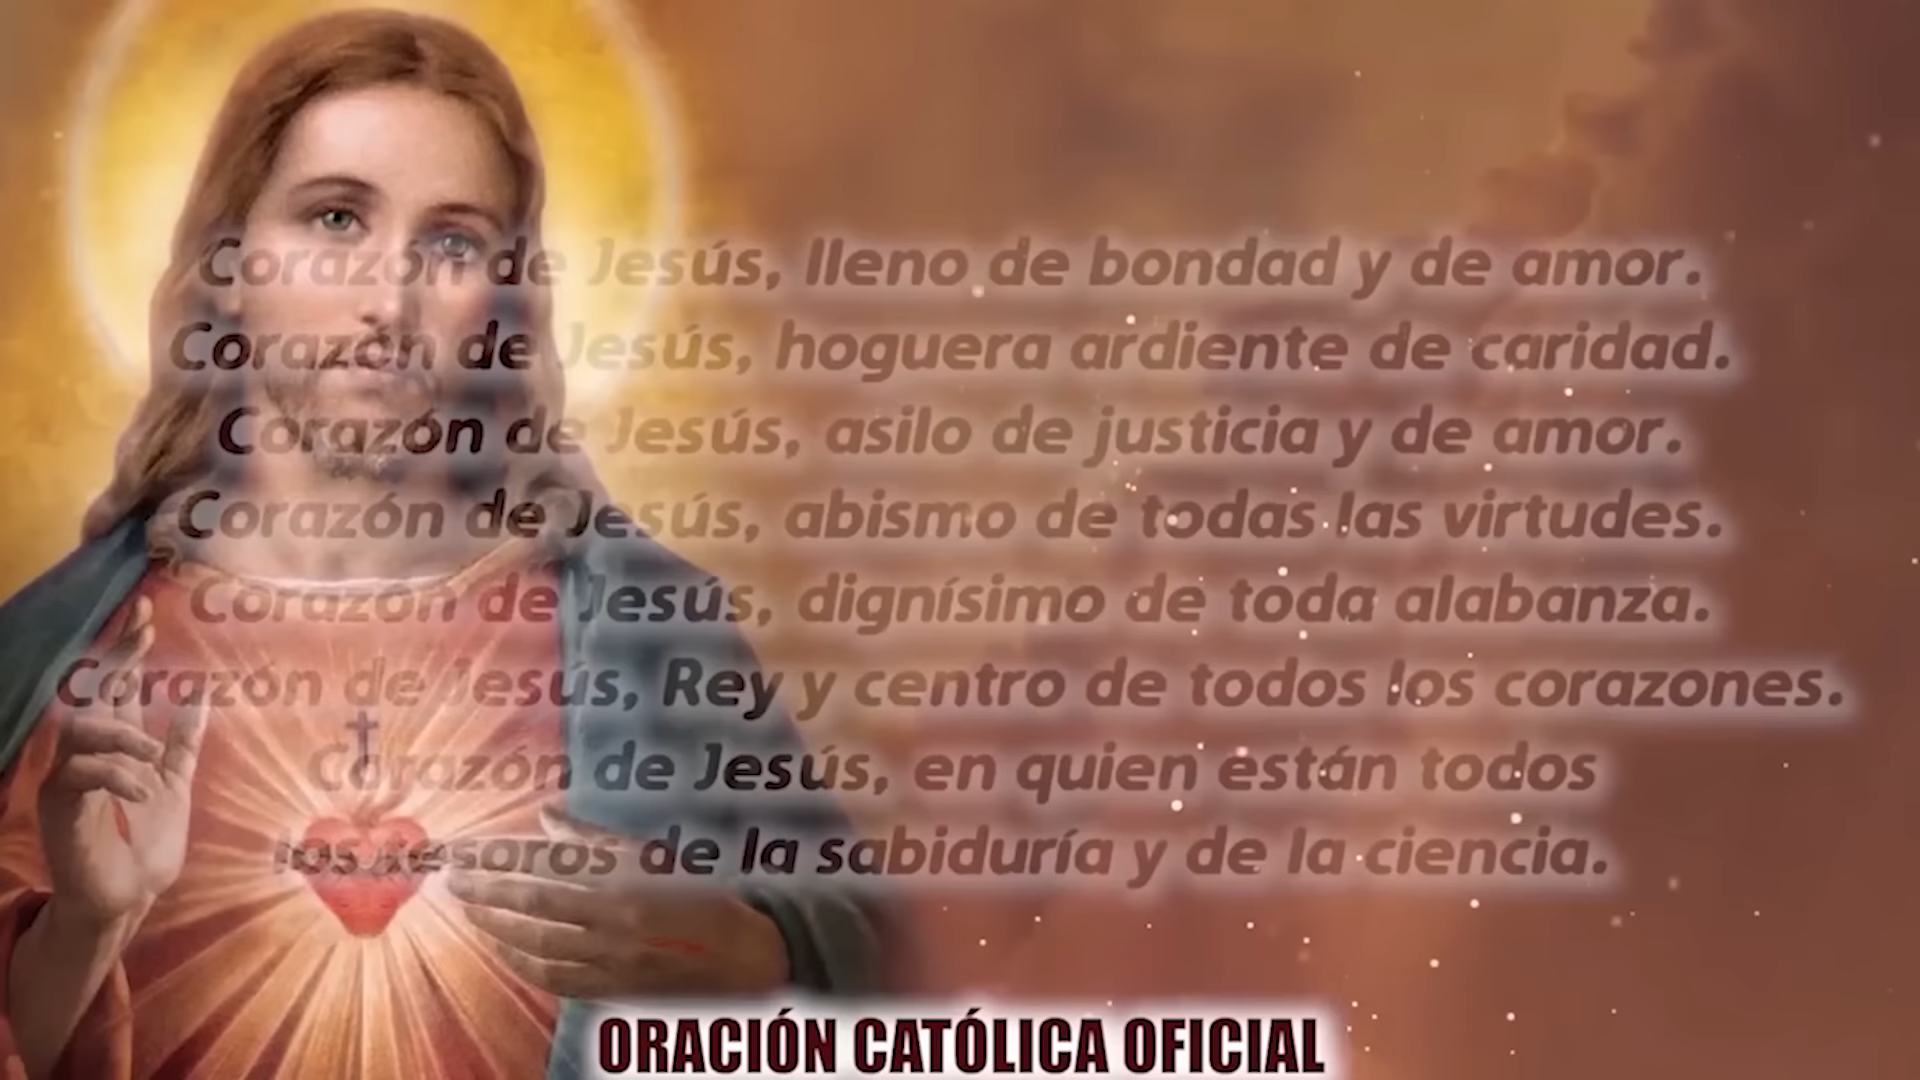 Corazón de Jesús, lleno de bondad y de amor.
Corazón de Jesús, hoguera ardiente de caridad.
Corazón de Jesús, asilo de justicia y de amor.
Corazón de Jesús, abismo de todas las virtudes.
Corazón de Jesús, dignísimo de toda alabanza.
Corazón de Jesús, Rey y centro de todos los corazones.
Corazón de Jesús, en quien están todos
los tesoros de la sabiduría y de la ciencia.
ORACIÓN CATÓLICA OFICIAL